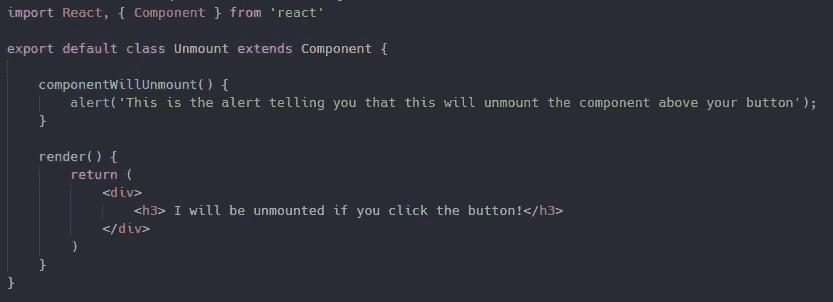 import React, { Component } from 'react'
export default class Unmount extends Component {
    componentWillUnmount() {
        alert('This is the alert telling you that this will unmount the component above your button');
    }
    render() {
        return (
            <div>
                <h3> I will be unmounted if you click the button!</h3>
            </div>
        )
    }
}